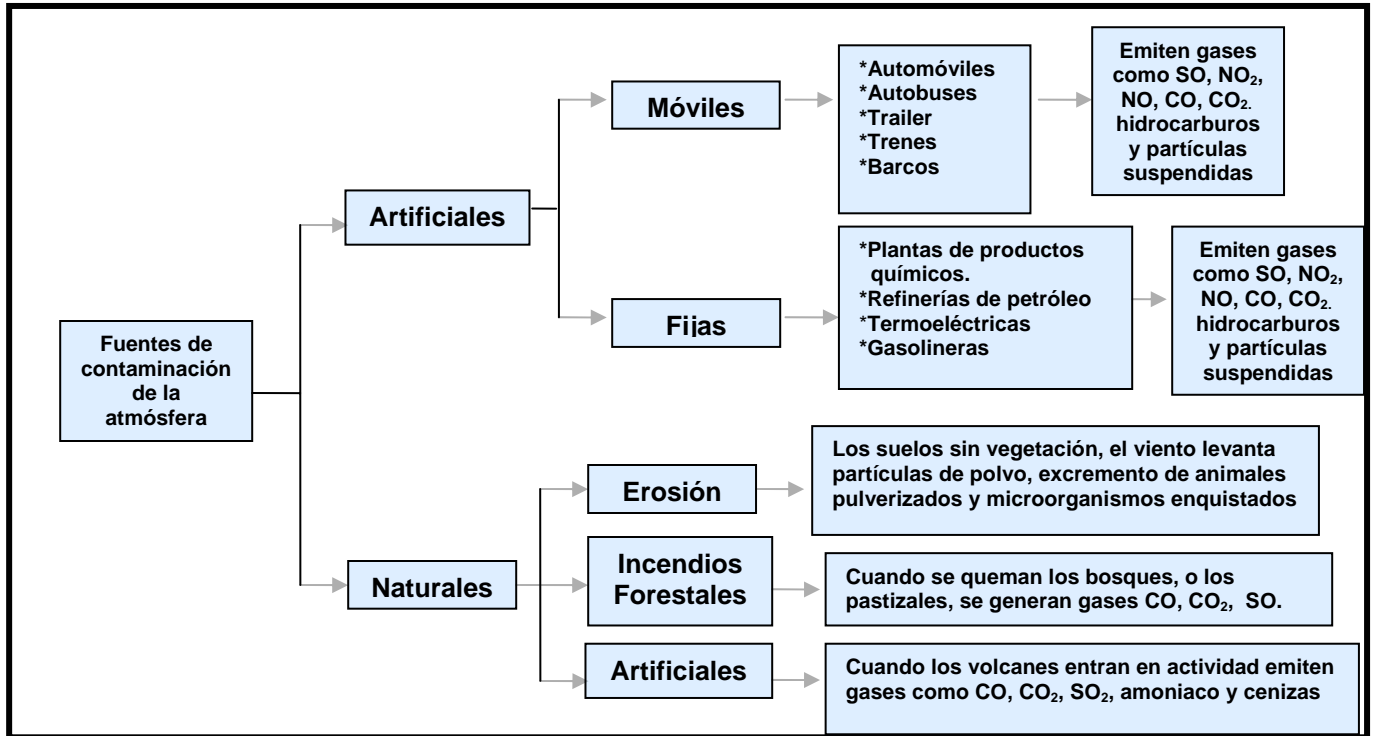 Fuentes de
contaminación
de la
atmósfera
Artificiales
Móviles
*Automóviles
*Autobuses
*Trailer
*Trenes
*Barcos
Emiten gases
como SO, NO₂,
NO, CO, CO₂.
hidrocarburos
y partículas
suspendidas
Fijas
*Plantas de productos
químicos.
*Refinerías de petróleo
*Termoeléctricas
*Gasolineras
Emiten gases
como SO, NO₂,
NO, CO, CO₂.
hidrocarburos
y partículas
suspendidas
Naturales
Erosión
Los suelos sin vegetación, el viento levanta
partículas de polvo, excremento de animales
pulverizados y microorganismos enquistados
Incendios
Forestales
Cuando se queman los bosques, o los
pastizales, se generan gases CO, CO₂, SO.
Artificiales
Cuando los volcanes entran en actividad emiten
gases como CO, CO₂, SO₂, amoniaco y cenizas